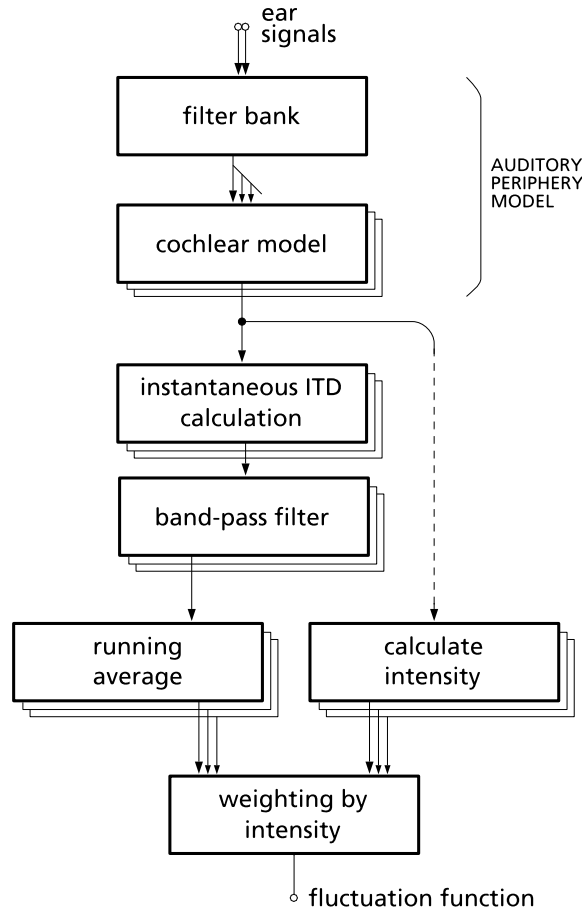 ear
signals
filter bank
AUDITORY
PERIPHERY
MODEL
cochlear model
instantaneous ITD
calculation
band-pass filter
running
average
calculate
intensity
weighting by
intensity
fluctuation function